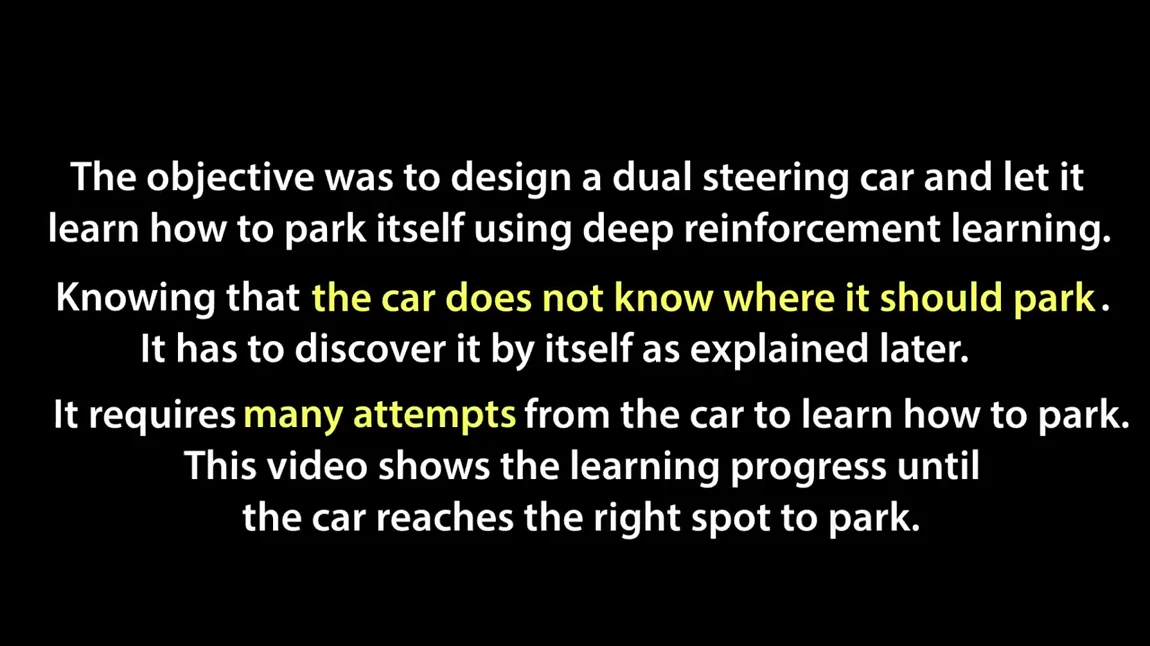 The objective was to design a dual steering car and let it
learn how to park itself using deep reinforcement learning.
Knowing that the car does not know where it should park.
It has to discover it by itself as explained later.
It requires many attempts from the car to learn how to park.
This video shows the learning progress until
the car reaches the right spot to park.